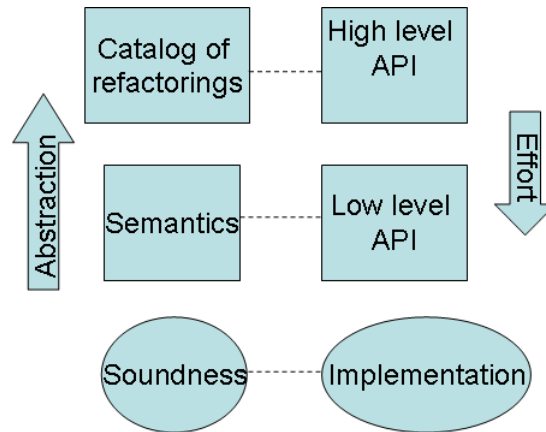 Catalog of
refactorings
High level
API
Abstraction
Effort
Semantics
Low level
API
Soundness
Implementation